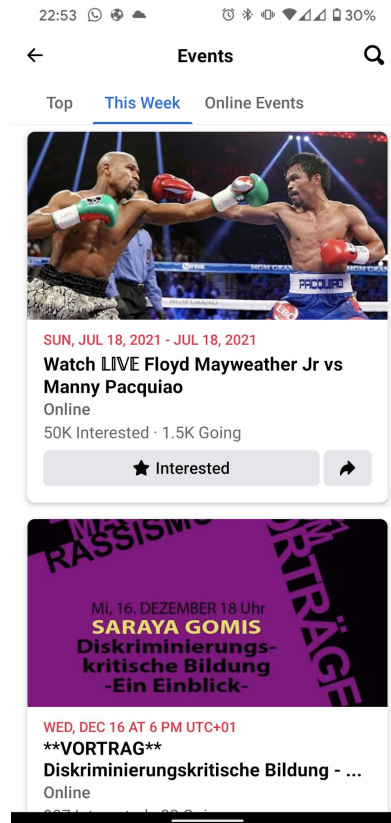 22:53
30%
Events
Top
This Week
Online Events
MGM GRAND
PACQUIAO
SUN, JUL 18, 2021 - JUL 18, 2021
Watch 𝕃𝕀𝕍𝔼 Floyd Mayweather Jr vs
Manny Pacquiao
Online
50K Interested · 1.5K Going
Interested
RASSISMU
VORTRÄGE
Mi, 16. DEZEMBER 18 Uhr
SARAYA GOMIS
Diskriminierungs-
kritische Bildung
-Ein Einblick-
WED, DEC 16 AT 6 PM UTC+01
**VORTRAG**
Diskriminierungskritische Bildung - ...
Online